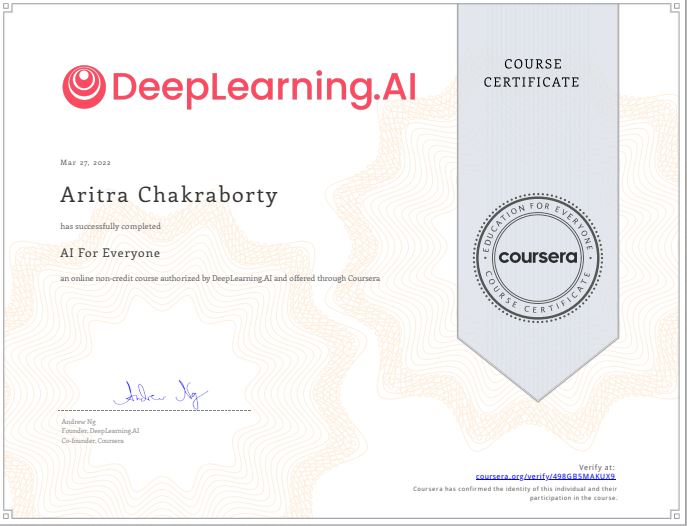 DeepLearning.AI
COURSE
CERTIFICATE
Mar 27, 2022
Aritra Chakraborty
has successfully completed
AI For Everyone
an online non-credit course authorized by DeepLearning.AI and offered through Coursera
EDUCATION FOR EVERYONE
coursera
COURSE CERTIFICATE
Andrew Ng
Andrew Ng
Founder, DeepLearning.AI
Co-founder, Coursera
Verify at:
coursera.org/verify/498GB5MAKUX9
Coursera has confirmed the identity of this individual and their
participation in the course.